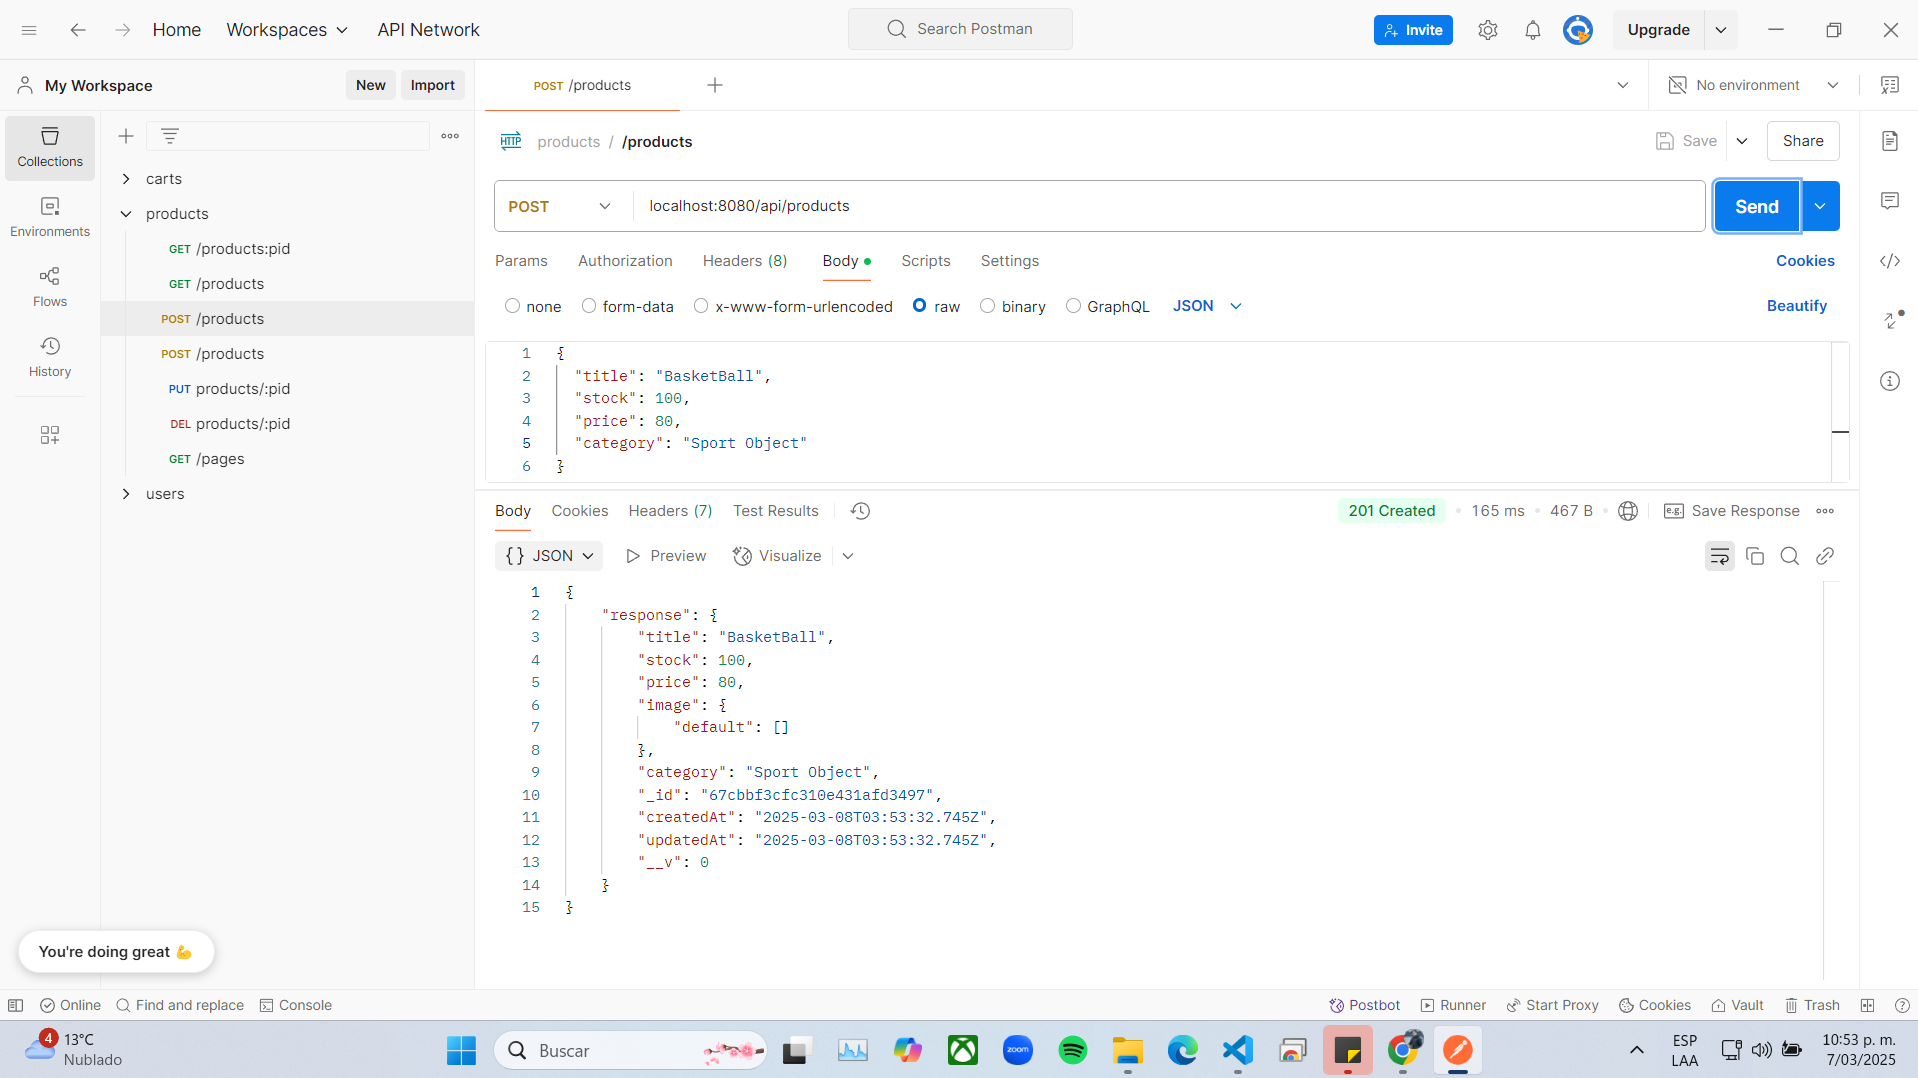 Home Workspaces API Network Search Postman Invite Upgrade
My Workspace New Import POST /products No environment
Collections
Environments
Flows
History
carts
products
GET /products:pid
GET /products
POST /products
POST /products
PUT products/:pid
DEL products/:pid
GET /pages
users
HTTP products / /products Save Share
POST localhost:8080/api/products Send
Params Authorization Headers (8) Body Scripts Settings Cookies
none form-data x-www-form-urlencoded raw binary GraphQL JSON Beautify
1 {
2 "title": "BasketBall",
3 "stock": 100,
4 "price": 80,
5 "category": "Sport Object"
6 }
Body Cookies Headers (7) Test Results 201 Created • 165 ms • 467 B • e.g. Save Response
{} JSON Preview Visualize
1 {
2 "response": {
3 "title": "BasketBall",
4 "stock": 100,
5 "price": 80,
6 "image": {
7 "default": []
8 },
9 "category": "Sport Object",
10 "_id": "67cbbf3cfc310e431afd3497",
11 "createdAt": "2025-03-08T03:53:32.745Z",
12 "updatedAt": "2025-03-08T03:53:32.745Z",
13 "__v": 0
14 }
15 }
You're doing great 💪
Online Find and replace Console Postbot Runner Start Proxy Cookies Vault Trash
4 13°C
Nublado
Buscar
zoom
ESP
LAA
10:53 p. m.
7/03/2025